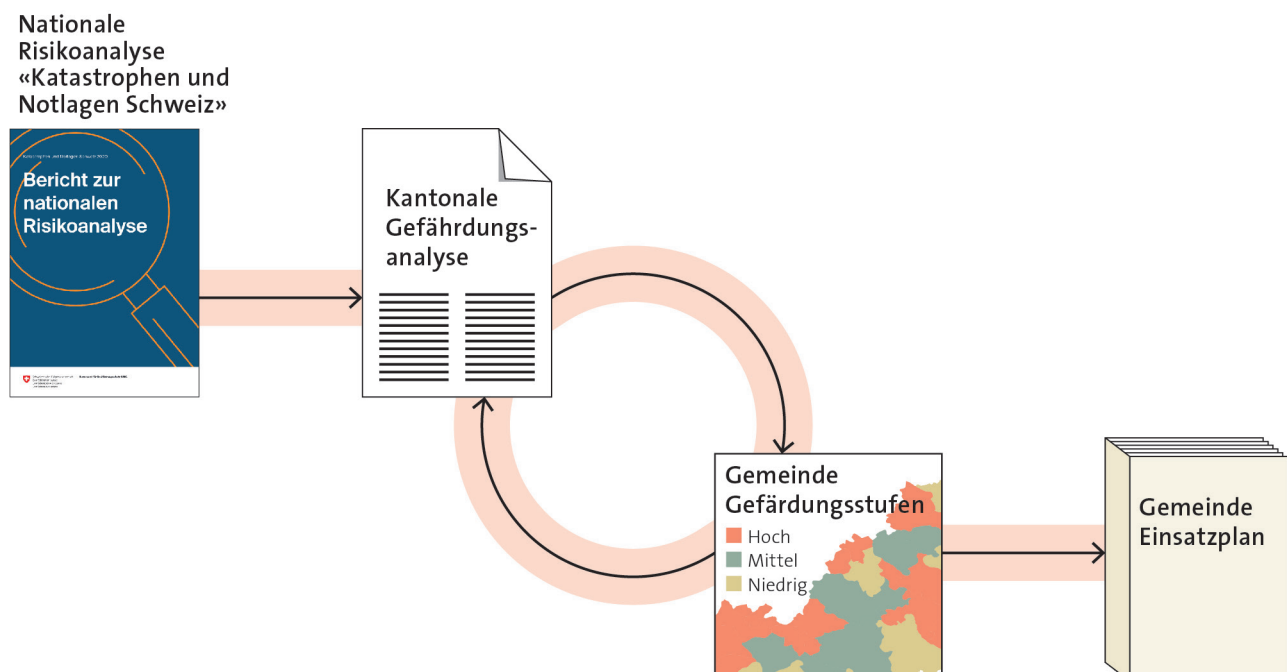 Nationale
Risikoanalyse
«Katastrophen und
Notlagen Schweiz»
Bericht zur
nationalen
Risikoanalyse
Kantonale
Gefährdungs-
analyse
Gemeinde
Gefärdungsstufen
Hoch
Mittel
Niedrig
Gemeinde
Einsatzplan